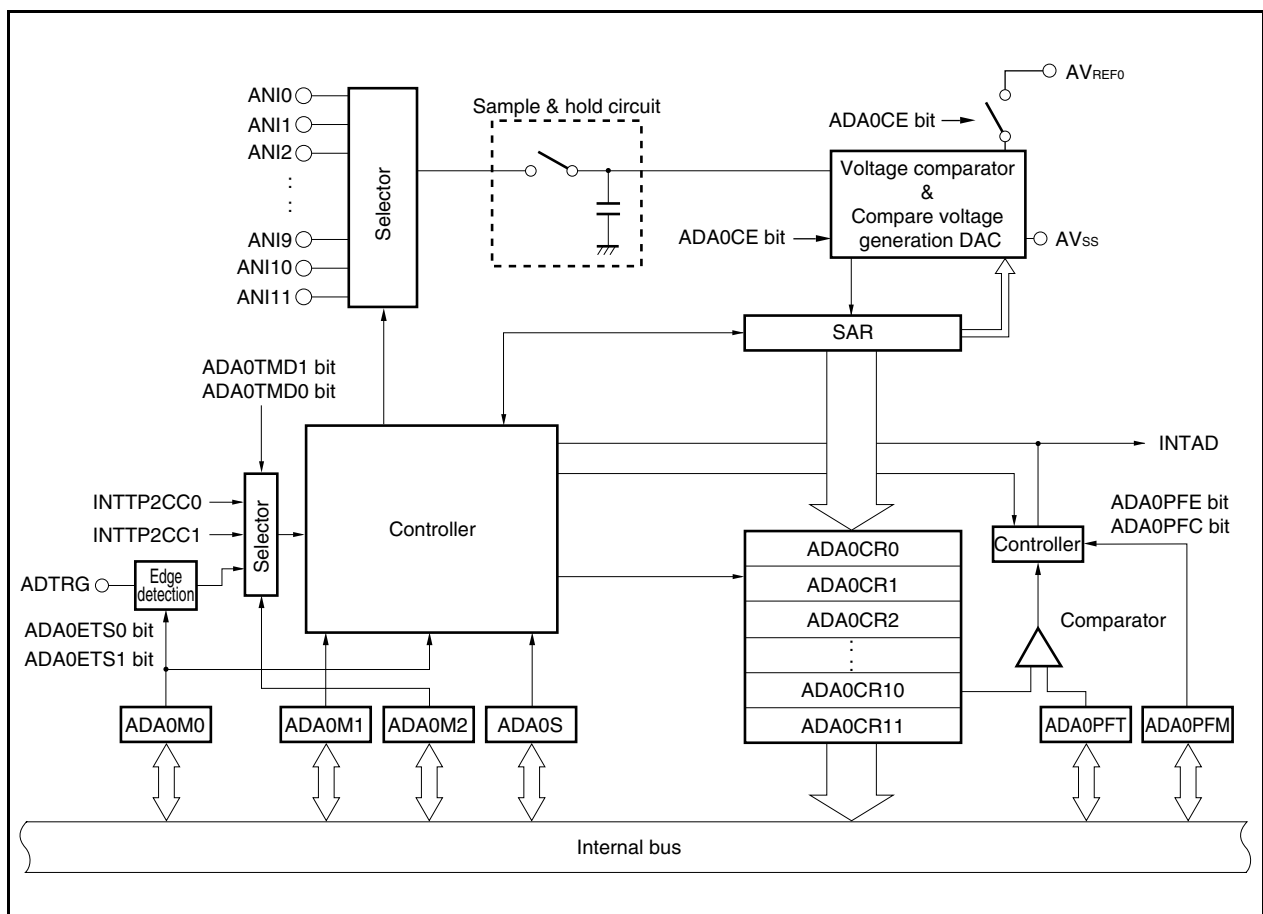 ANI0
ANI1
ANI2
ANI9
ANI10
ANI11
Selector
Sample & hold circuit
ADA0CE bit
AVREF0
Voltage comparator
&
Compare voltage
generation DAC
ADA0CE bit
AVSS
SAR
ADA0TMD1 bit
ADA0TMD0 bit
INTTP2CC0
INTTP2CC1
Selector
ADTRG
Edge
detection
ADA0ETS0 bit
ADA0ETS1 bit
Controller
INTAD
ADA0PFE bit
ADA0PFC bit
Controller
Comparator
ADA0CR0
ADA0CR1
ADA0CR2
ADA0CR10
ADA0CR11
ADA0M0
ADA0M1
ADA0M2
ADA0S
ADA0PFT
ADA0PFM
Internal bus